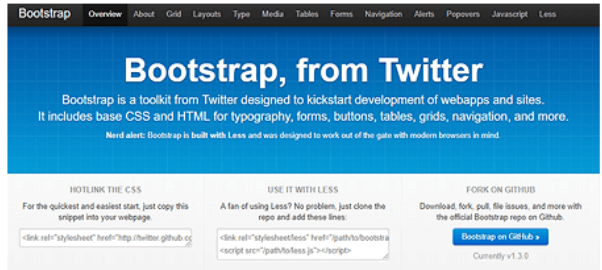 Bootstrap Overview About Grid Layouts Type Media Tables Forms Navigation Alerts Popovers Javascript Less
Bootstrap, from Twitter
Bootstrap is a toolkit from Twitter designed to kickstart development of webapps and sites.
It includes base CSS and HTML for typography, forms, buttons, tables, grids, navigation, and more.
Nerd alert: Bootstrap is built with Less and was designed to work out of the gate with modern browsers in mind.
HOTLINK THE CSS
For the quickest and easiest start, just copy this
snippet into your webpage.
<link rel="stylesheet" href="http://twitter.github.cc
USE IT WITH LESS
A fan of using Less? No problem, just clone the
repo and add these lines:
<link rel="stylesheet/less" href="/path/to/bootstra
<script src="/path/to/less.js"></script>
FORK ON GITHUB
Download, fork, pull, file issues, and more with
the official Bootstrap repo on Github.
Bootstrap on GitHub »
Currently v1.3.0